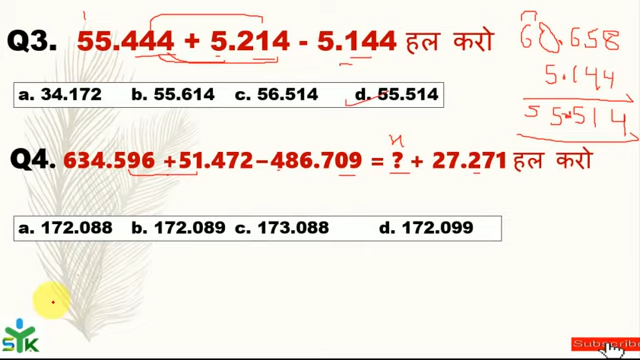 Q3. 55.444 + 5.214 - 5.144 हल करो
a. 34.172 b. 55.614 c. 56.514 d. 55.514
60.658
5.144
55.514
Q4. 634.596 +51.472-486.709 = ? + 27.271 हल करो
x
a. 172.088 b. 172.089 c. 173.088 d. 172.099
SYK
Subscribe